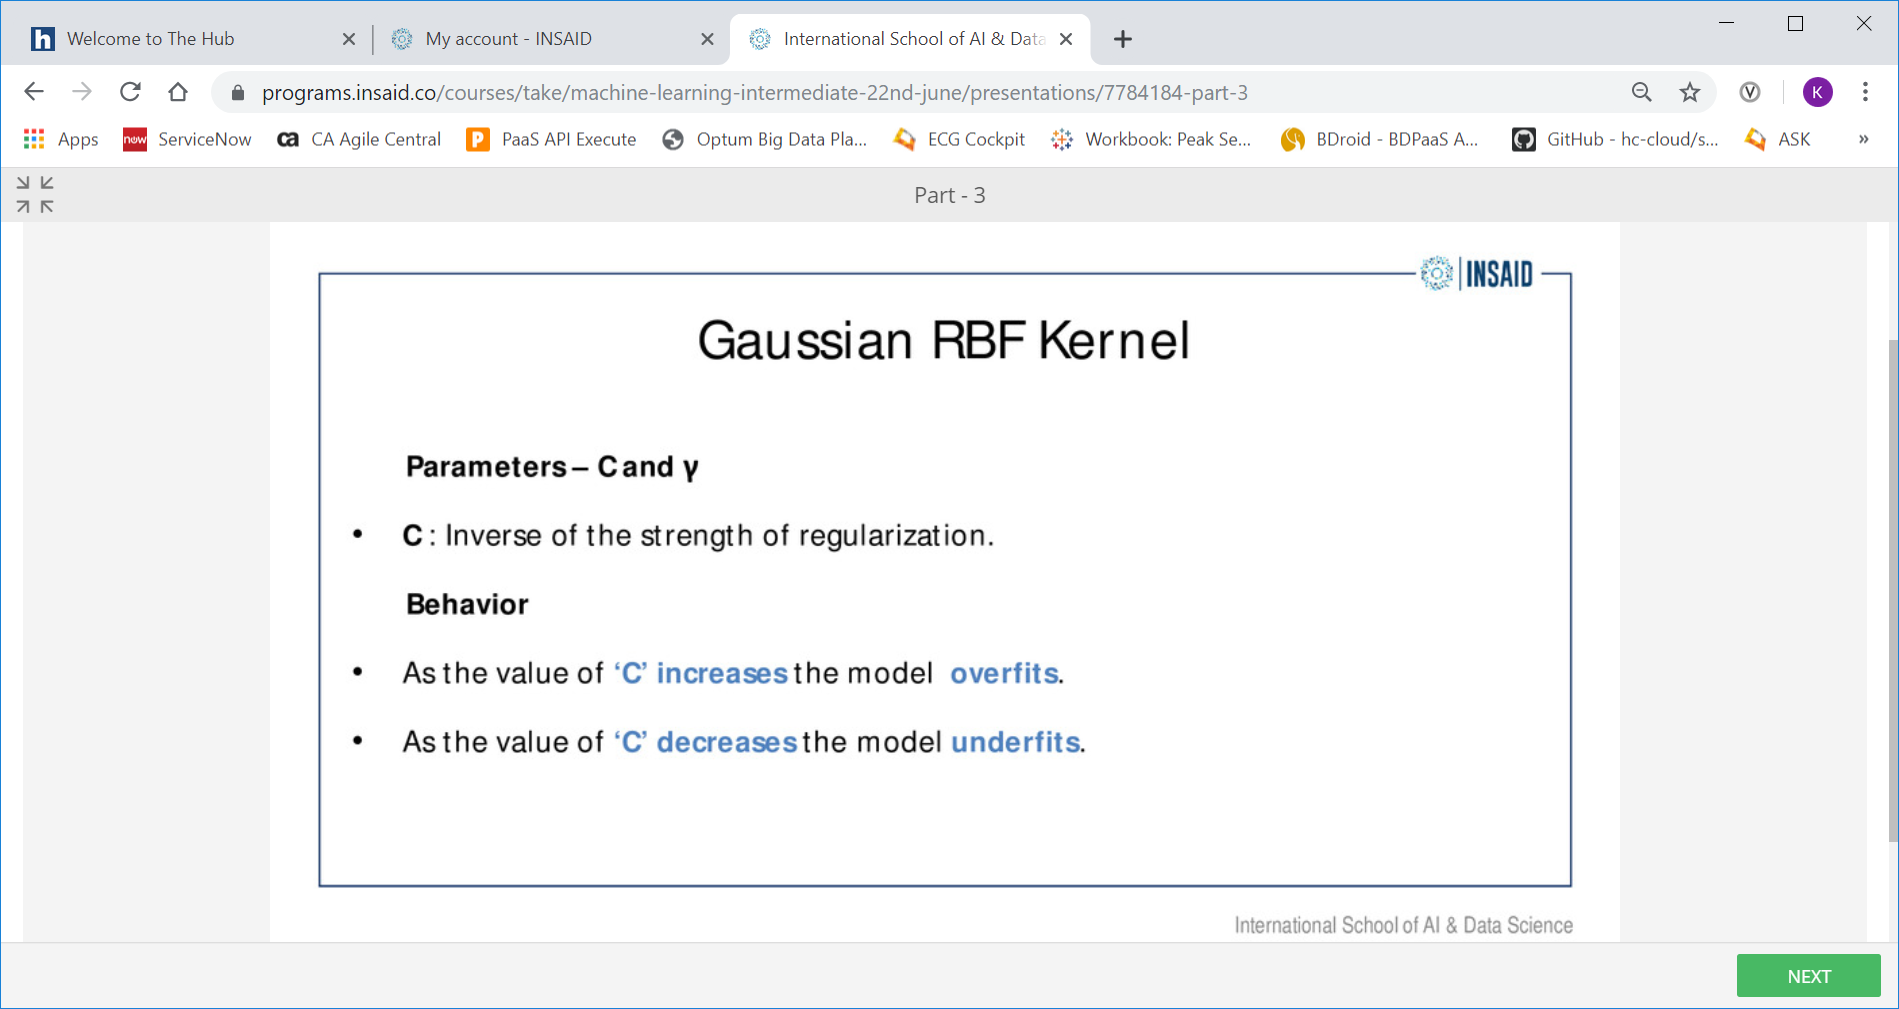 h Welcome to The Hub
My account - INSAID
International School of AI & Data
programs.insaid.co/courses/take/machine-learning-intermediate-22nd-june/presentations/7784184-part-3
K
Apps
now ServiceNow
ca CA Agile Central
P PaaS API Execute
Optum Big Data Pla...
ECG Cockpit
Workbook: Peak Se...
BDroid - BDPaaS A...
GitHub - hc-cloud/s...
ASK
»
Part - 3
INSAID
Gaussian RBF Kernel
Parameters – C and γ
• C : Inverse of the strength of regularization.
Behavior
• As the value of ‘C’ increases the model overfits.
• As the value of ‘C’ decreases the model underfits.
International School of AI & Data Science
NEXT